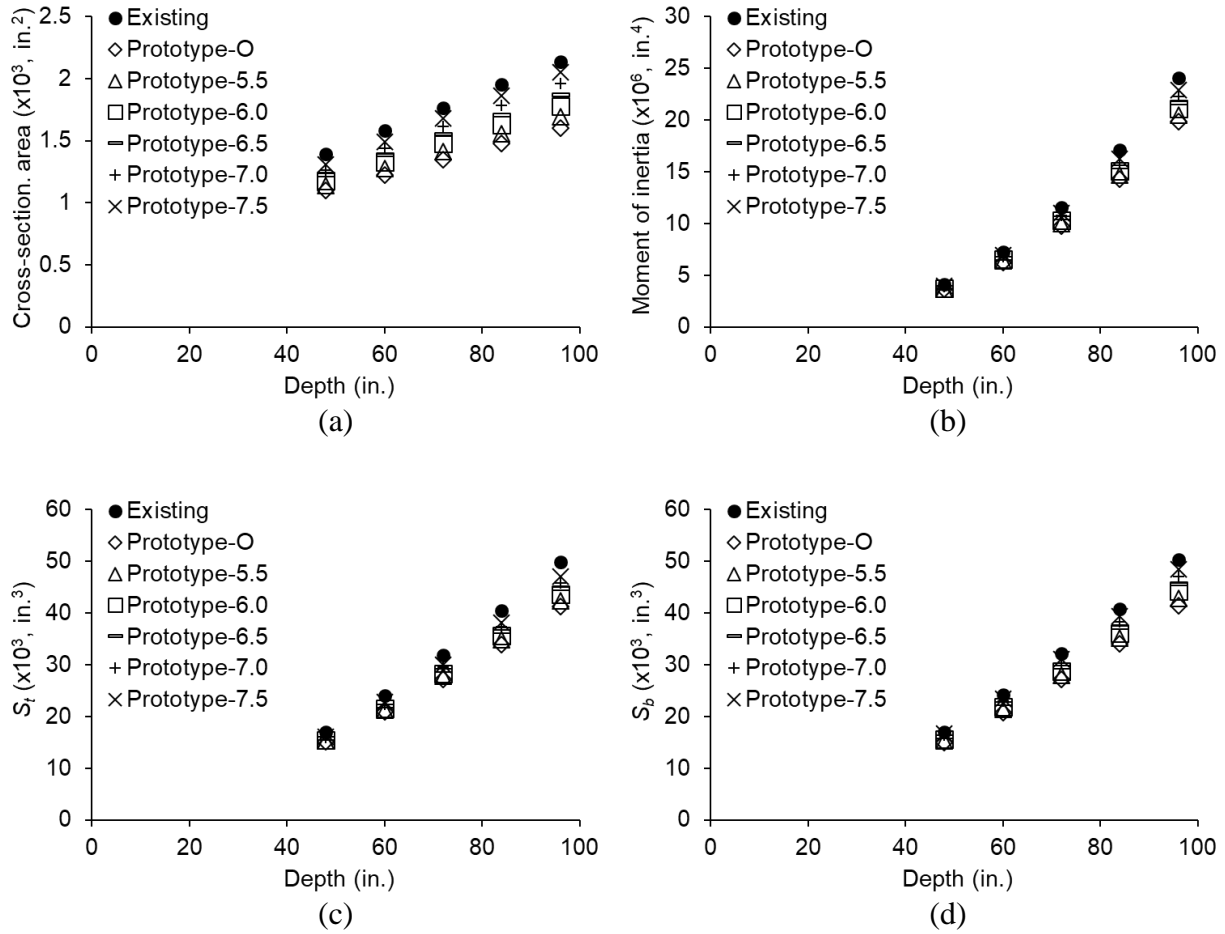 Cross-section. area (x10³, in.²)
2.5
2
1.5
1
0.5
0
Existing
Prototype-O
Prototype-5.5
Prototype-6.0
Prototype-6.5
Prototype-7.0
Prototype-7.5
0 20 40 60 80 100
Depth (in.)
(a)
Moment of inertia (x10⁶, in.⁴)
30
25
20
15
10
5
0
Existing
Prototype-O
Prototype-5.5
Prototype-6.0
Prototype-6.5
Prototype-7.0
Prototype-7.5
0 20 40 60 80 100
Depth (in.)
(b)
Sₜ (x10³, in.³)
60
50
40
30
20
10
0
Existing
Prototype-O
Prototype-5.5
Prototype-6.0
Prototype-6.5
Prototype-7.0
Prototype-7.5
0 20 40 60 80 100
Depth (in.)
(c)
S_b (x10³, in.³)
60
50
40
30
20
10
0
Existing
Prototype-O
Prototype-5.5
Prototype-6.0
Prototype-6.5
Prototype-7.0
Prototype-7.5
0 20 40 60 80 100
Depth (in.)
(d)